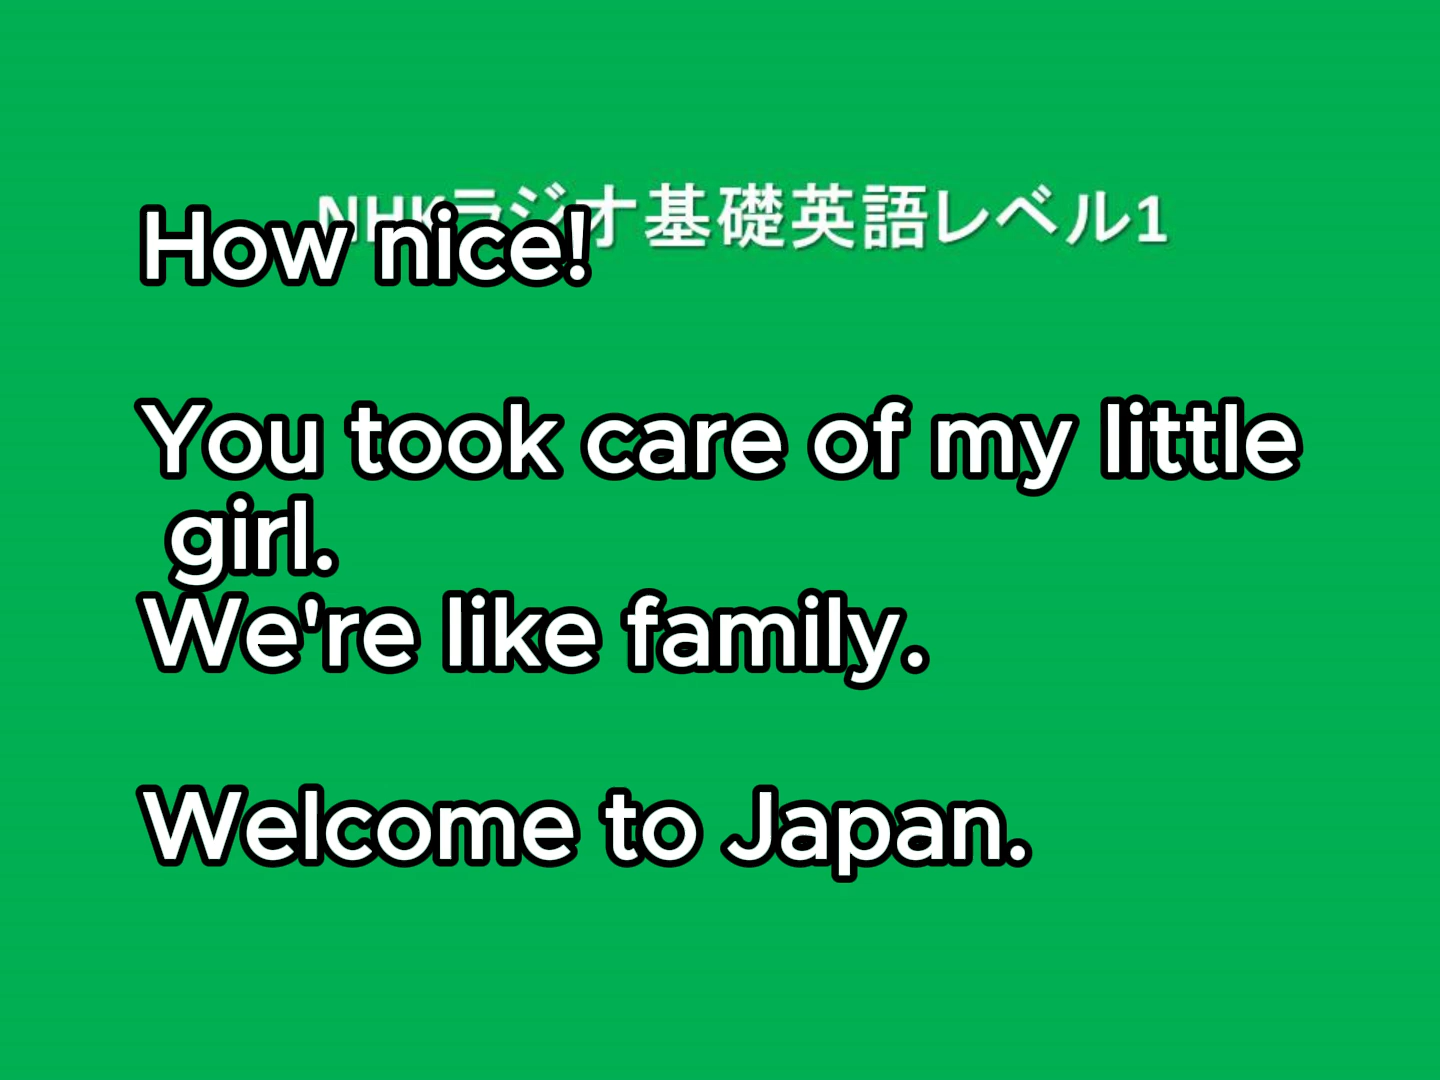 NHKラジオ基礎英語レベル1
How nice!
You took care of my little
girl.
We're like family.
Welcome to Japan.